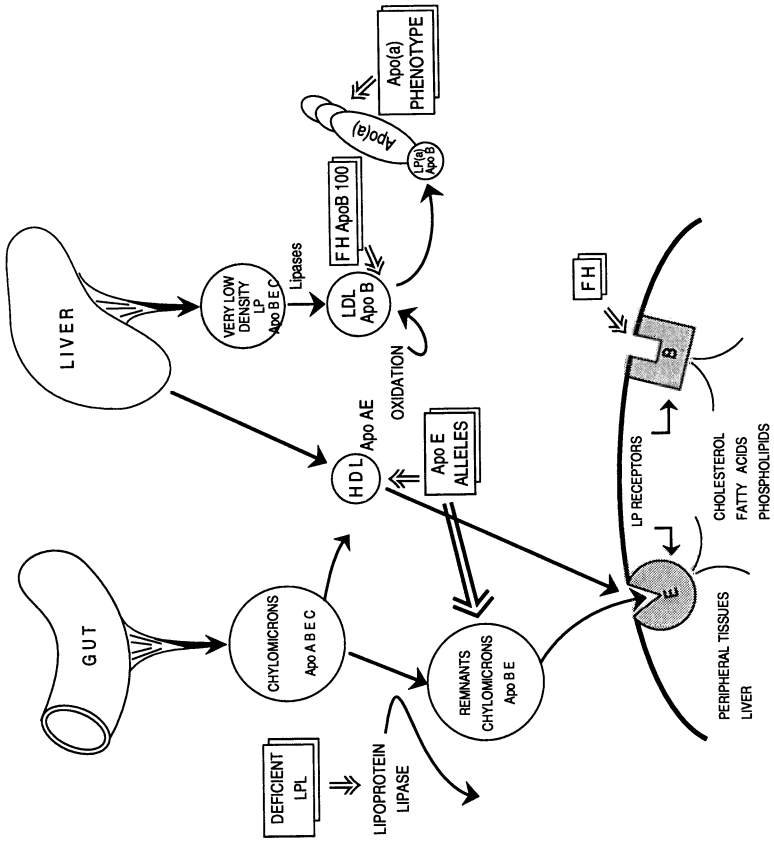 GUT
LIVER
CHYLOMICRONS
Apo A B E C
VERY LOW
DENSITY
LP
Apo B E C
Lipases
DEFICIENT
LPL
LIPOPROTEIN
LIPASE
REMNANTS
CHYLOMICRONS
Apo B E
HDL
Apo AE
Apo E
ALLELES
OXIDATION
LDL
Apo B
F H ApoB 100
LP(a)
Apo B
Apo(a)
Apo(a)
PHENOTYPE
E
LP RECEPTORS
B
F H
PERIPHERAL TISSUES
LIVER
CHOLESTEROL
FATTY ACIDS
PHOSPHOLIPIDS